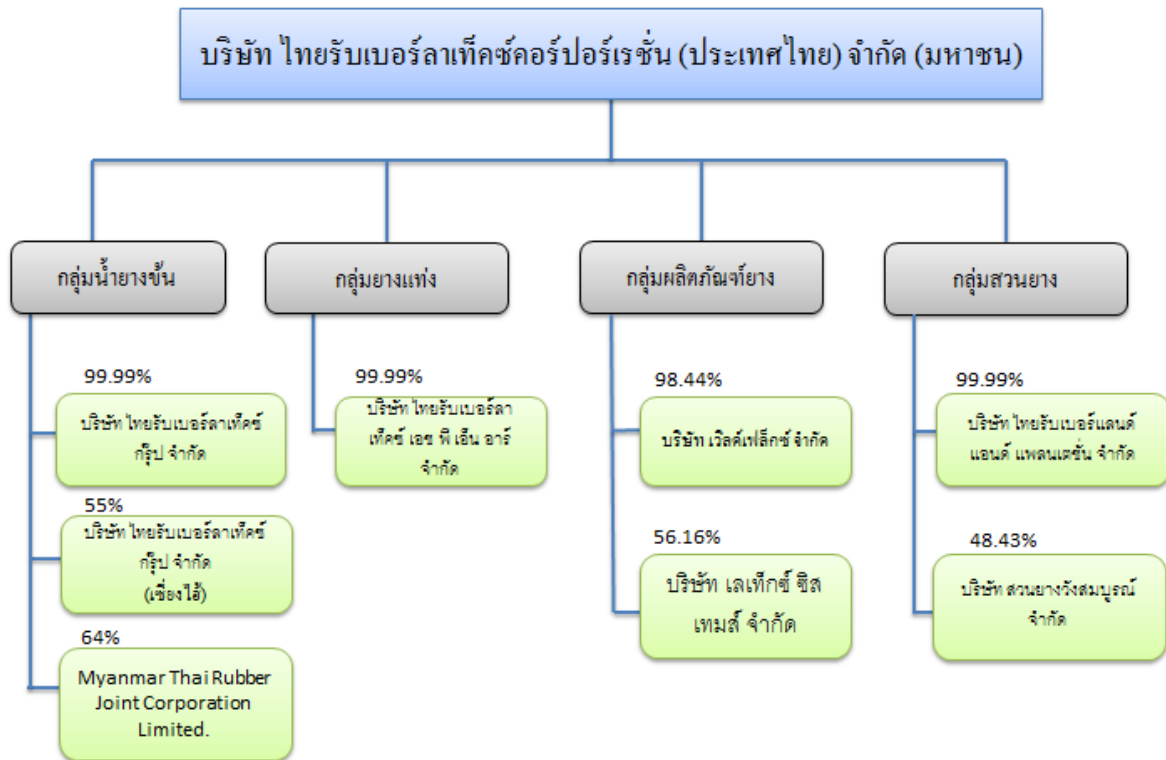 บริษัท ไทยรับเบอร์ลาเท็คซ์คอร์ปอร์เรชั่น (ประเทศไทย) จำกัด (มหาชน)
กลุ่มน้ำยางข้น
99.99%
บริษัท ไทยรับเบอร์ลาเท็คซ์
กรุ๊ป จำกัด
55%
บริษัท ไทยรับเบอร์ลาเท็คซ์
กรุ๊ป จำกัด
(เซี่ยงไฮ้)
64%
Myanmar Thai Rubber
Joint Corporation
Limited.
กลุ่มยางแท่ง
99.99%
บริษัท ไทยรับเบอร์ลา
เท็คซ์ เอช พี เอ็น อาร์
จำกัด
กลุ่มผลิตภัณฑ์ยาง
98.44%
บริษัท เวิลด์เฟล็กซ์ จำกัด
56.16%
บริษัท เลเท็กซ์ ซิส
เทมส์ จำกัด
กลุ่มสวนยาง
99.99%
บริษัท ไทยรับเบอร์แลนด์
แอนด์ แพลนเตชั่น จำกัด
48.43%
บริษัท สวนยางวังสมบูรณ์
จำกัด